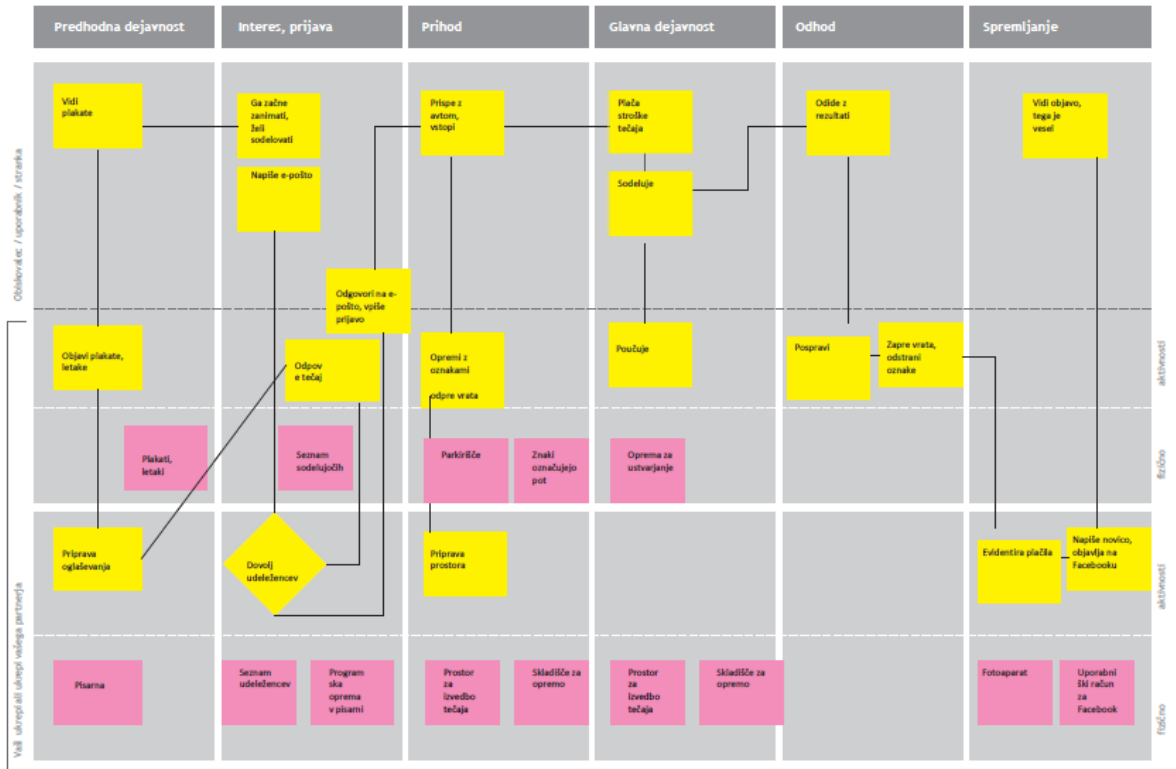 Predhodna dejavnost
Interes, prijava
Prihod
Glavna dejavnost
Odhod
Spremljanje
Obiskovalec / uporabnik / stranka
Vidi
plakate
Ga začne
zanimati,
želi
sodelovati
Napiše e-pošto
Prispe z
avtom,
vstopi
Plača
stroške
tečaja
Sodeluje
Odide z
rezultati
Vidi objavo,
tega je
vesel
Odgovori na e-
pošto, vpiše
prijavo
Vaši ukrepi ali ukrepi vašega partnerja
Objavi plakate,
letake
Odpov
e tečaj
Opremi z
oznakami
odpre vrata
Poučuje
Pospravi
Zapre vrata,
odstrani
oznake
aktivnosti
Plakati,
letaki
Seznam
sodelujočih
Parkirišče
Znaki
označujejo
pot
Oprema za
ustvarjanje
fizično
Priprava
oglaševanja
Dovolj
udeležencev
Priprava
prostora
Evidentira plačila
Napiše novico,
objavlja na
Facebooku
aktivnosti
Pisarna
Seznam
udeležencev
Program
ska
oprema
v pisarni
Prostor
za
izvedbo
tečaja
Skladišče za
opremo
Prostor
za
izvedbo
tečaja
Skladišče za
opremo
Fotoaparat
Uporabni
ški račun
za
Facebook
fizično